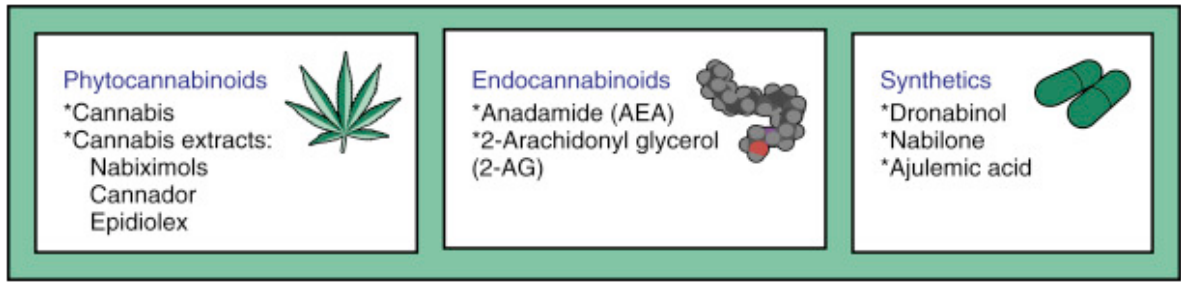 Phytocannabinoids
*Cannabis
*Cannabis extracts:
Nabiximols
Cannador
Epidiolex
Endocannabinoids
*Anadamide (AEA)
*2-Arachidonyl glycerol
(2-AG)
Synthetics
*Dronabinol
*Nabilone
*Ajulemic acid